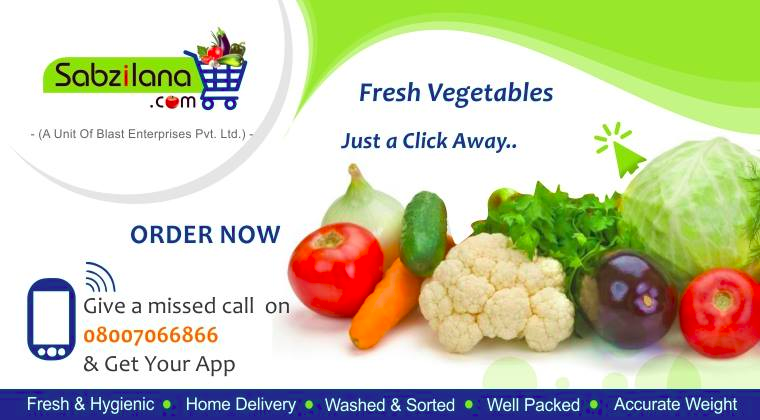 Sabzilana
.com
- (A Unit Of Blast Enterprises Pvt. Ltd.) -
Fresh Vegetables
Just a Click Away..
ORDER NOW
Give a missed call on
08007066866
& Get Your App
Fresh & Hygienic • Home Delivery • Washed & Sorted • Well Packed • Accurate Weight